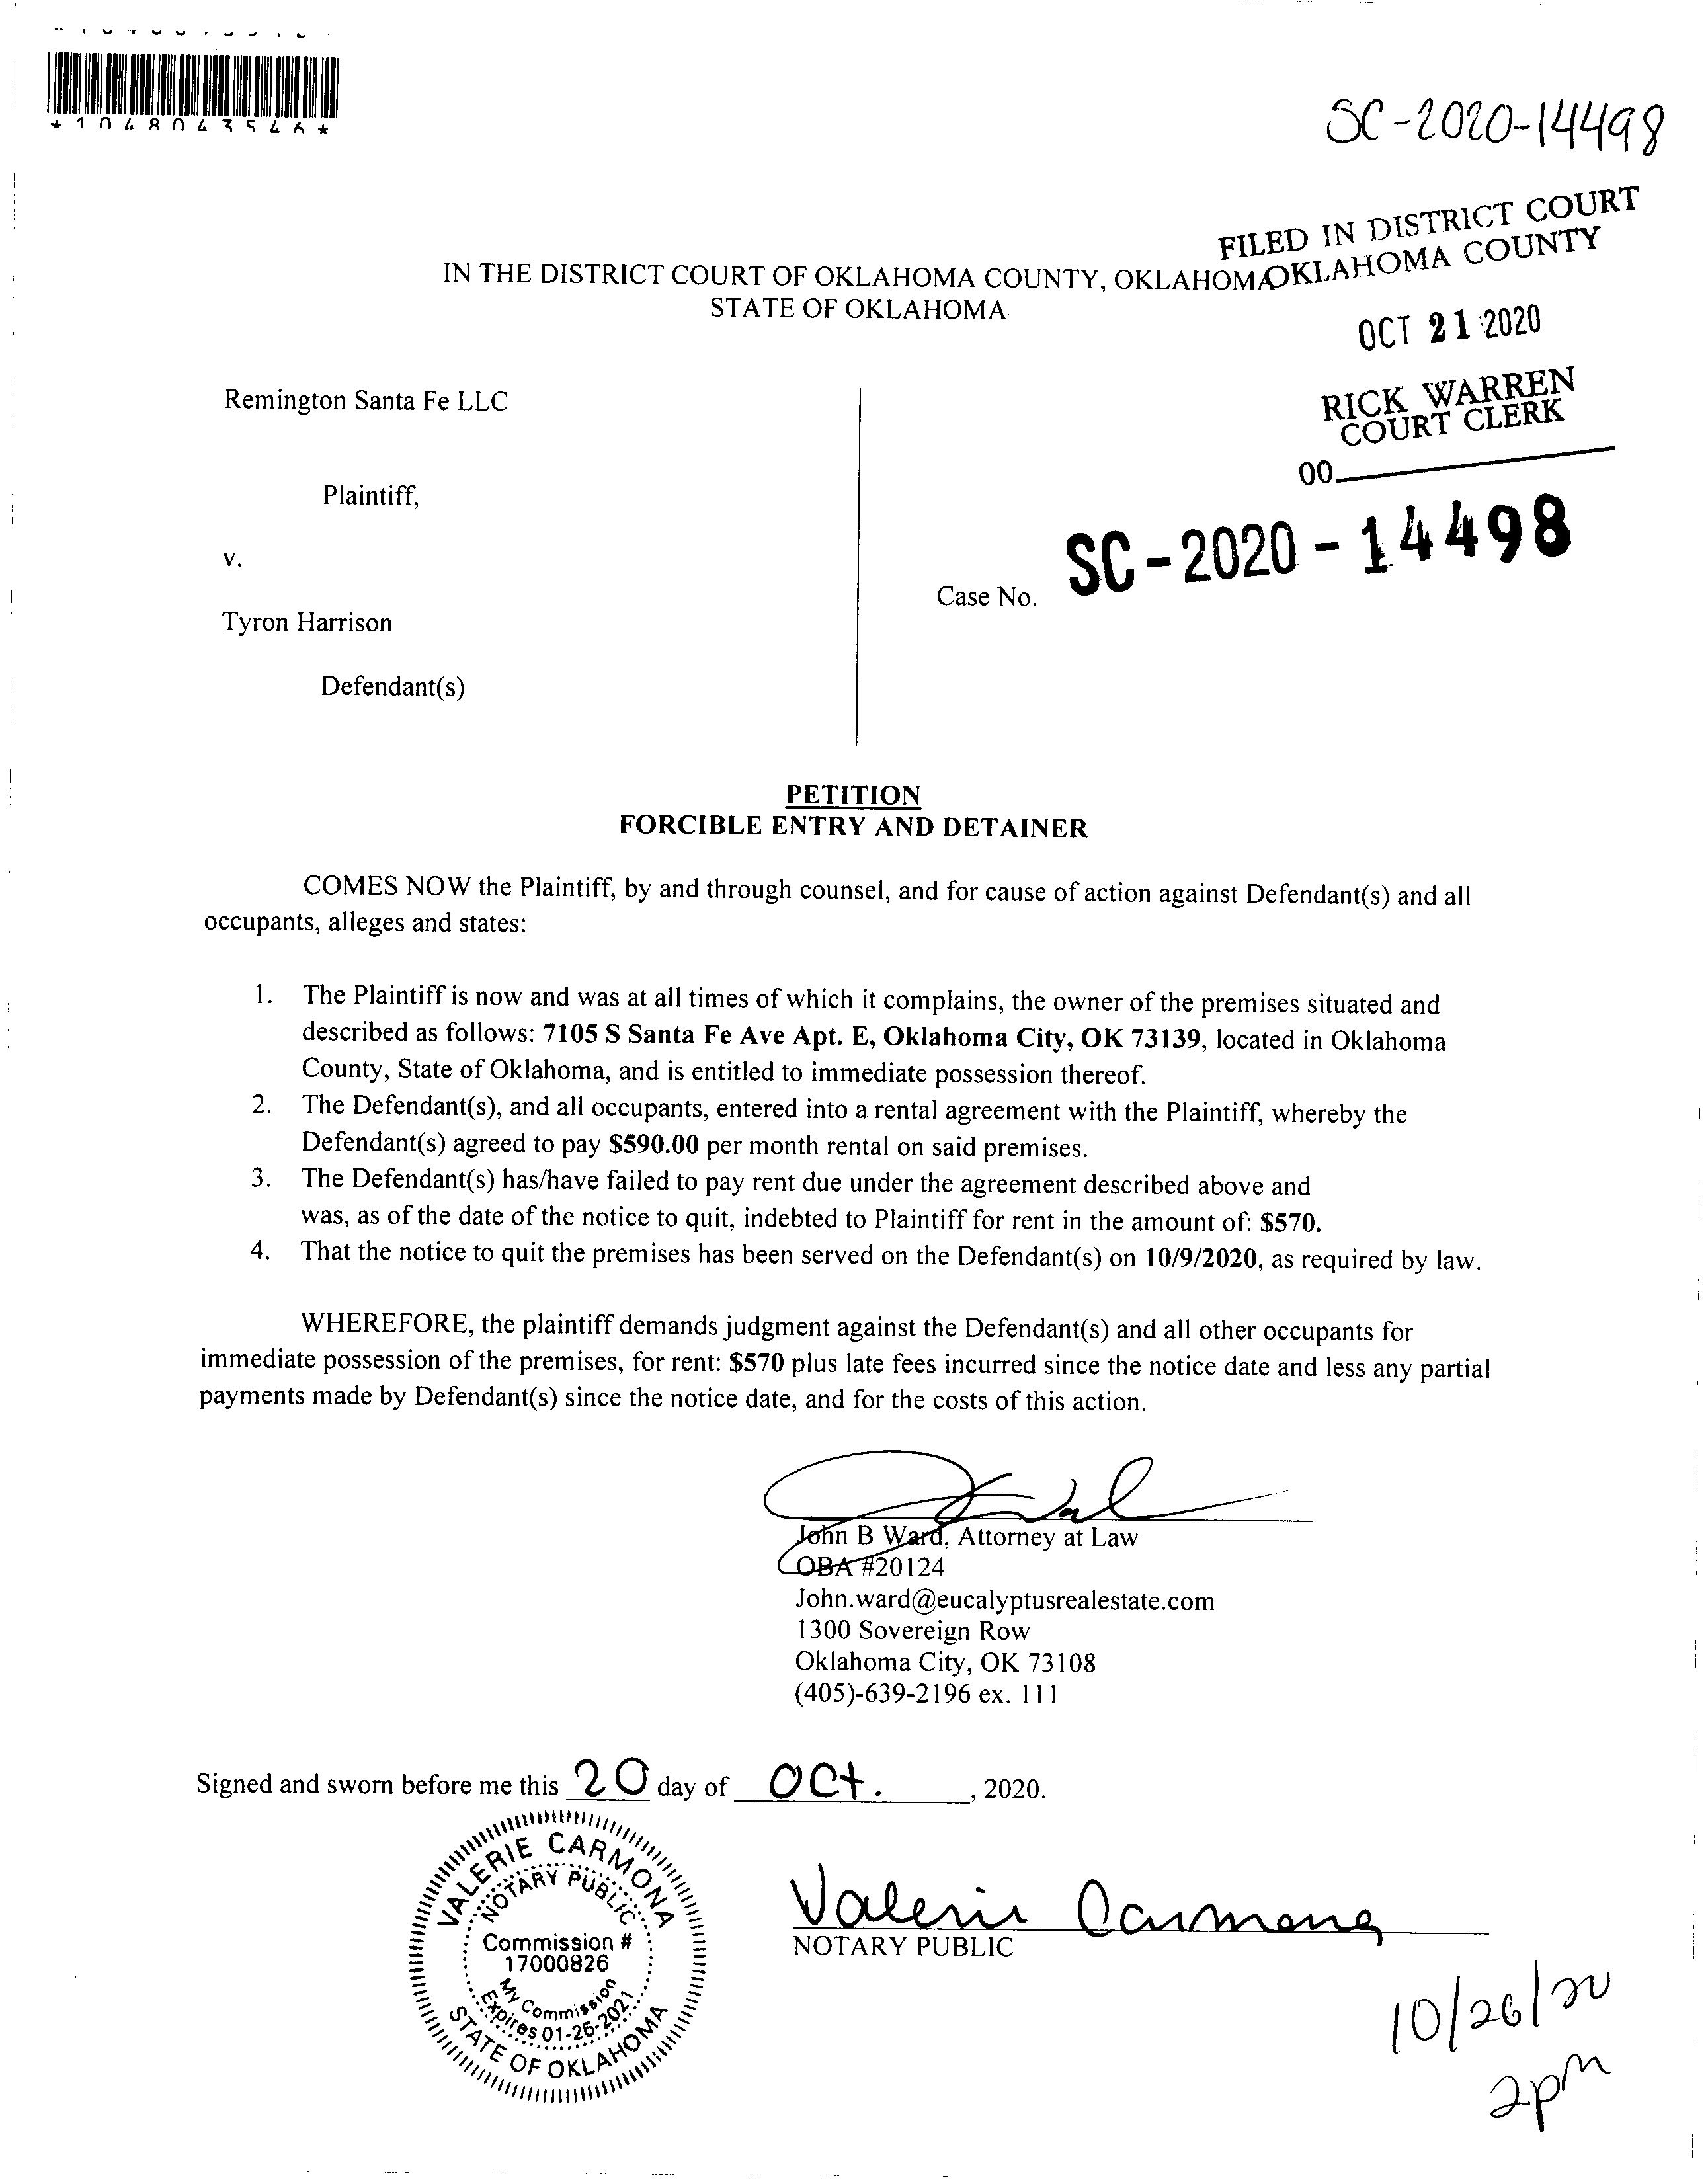 *1048043546*
SC-2020-14498
FILED IN DISTRICT COURT
OKLAHOMA COUNTY
IN THE DISTRICT COURT OF OKLAHOMA COUNTY, OKLAHOMA
STATE OF OKLAHOMA
OCT 21 2020
RICK WARREN
COURT CLERK
00
Remington Santa Fe LLC
Plaintiff,
v.
Case No. SC-2020-14498
Tyron Harrison
Defendant(s)
PETITION
FORCIBLE ENTRY AND DETAINER
COMES NOW the Plaintiff, by and through counsel, and for cause of action against Defendant(s) and all
occupants, alleges and states:
1. The Plaintiff is now and was at all times of which it complains, the owner of the premises situated and
described as follows: 7105 S Santa Fe Ave Apt. E, Oklahoma City, OK 73139, located in Oklahoma
County, State of Oklahoma, and is entitled to immediate possession thereof.
2. The Defendant(s), and all occupants, entered into a rental agreement with the Plaintiff, whereby the
Defendant(s) agreed to pay $590.00 per month rental on said premises.
3. The Defendant(s) has/have failed to pay rent due under the agreement described above and
was, as of the date of the notice to quit, indebted to Plaintiff for rent in the amount of: $570.
4. That the notice to quit the premises has been served on the Defendant(s) on 10/9/2020, as required by law.
WHEREFORE, the plaintiff demands judgment against the Defendant(s) and all other occupants for
immediate possession of the premises, for rent: $570 plus late fees incurred since the notice date and less any partial
payments made by Defendant(s) since the notice date, and for the costs of this action.
John B Ward, Attorney at Law
OBA #20124
John.ward@eucalyptusrealestate.com
1300 Sovereign Row
Oklahoma City, OK 73108
(405)-639-2196 ex. 111
Signed and sworn before me this 20 day of Oct., 2020.
VALERIE CARMONA
NOTARY PUBLIC
Commission #
17000826
My Commission
Expires 01-26-2021
STATE OF OKLAHOMA
Valerie Carmona
NOTARY PUBLIC
10/26/20
2pm